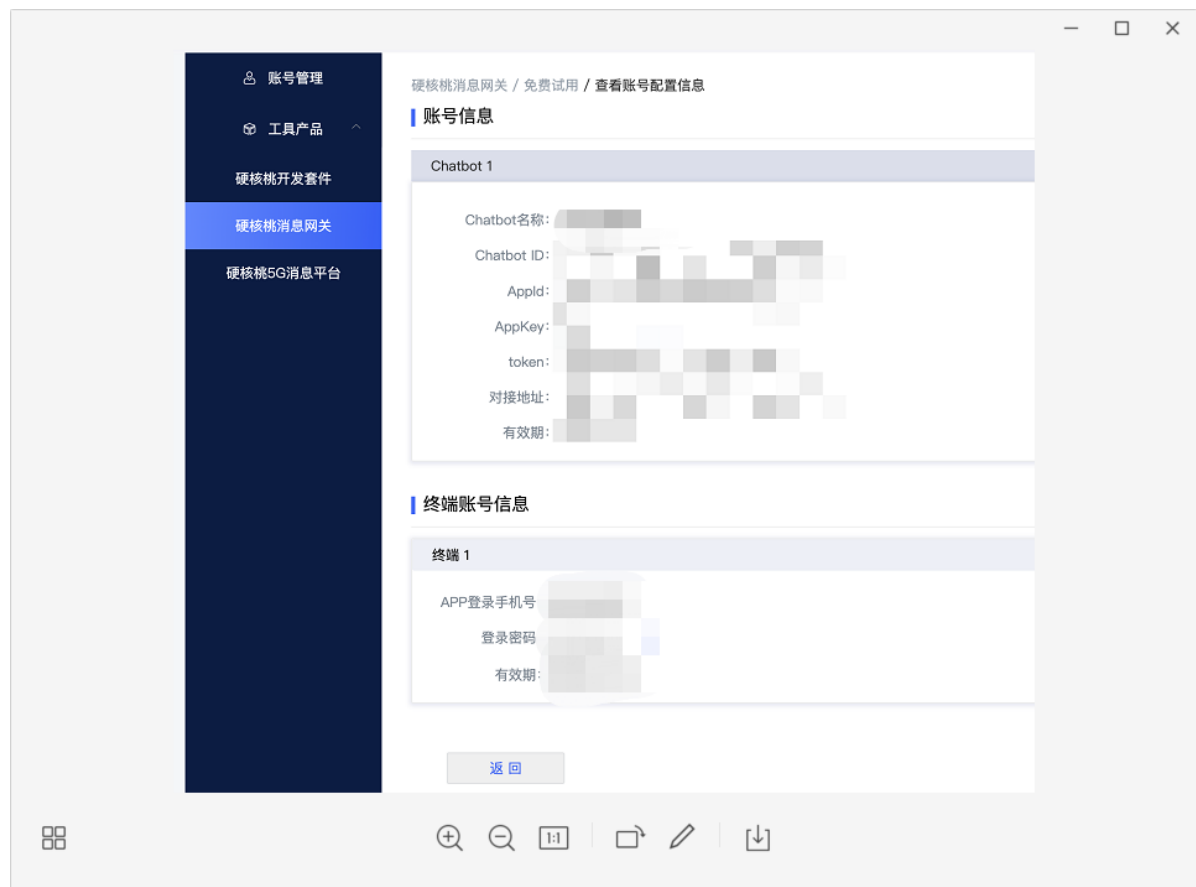 账号管理
工具产品
硬核桃开发套件
硬核桃消息网关
硬核桃5G消息平台
硬核桃消息网关 / 免费试用 / 查看账号配置信息
账号信息
Chatbot 1
Chatbot名称:
Chatbot ID:
AppId:
AppKey:
token:
对接地址:
有效期:
终端账号信息
终端 1
APP登录手机号
登录密码
有效期:
返回
1:1